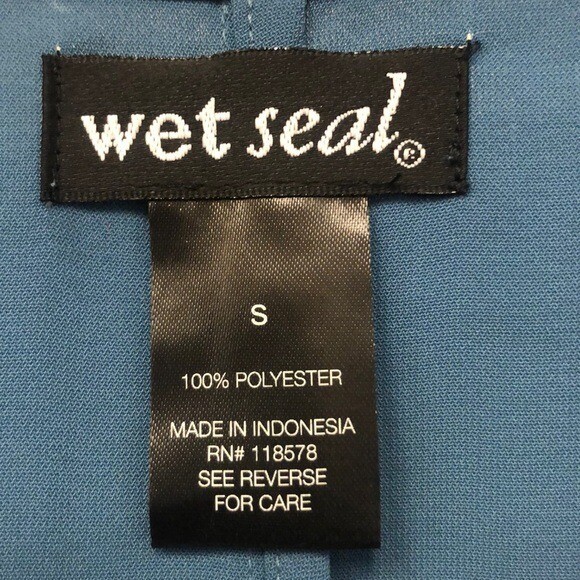 wet seal®
S
100% POLYESTER
MADE IN INDONESIA
RN# 118578
SEE REVERSE
FOR CARE